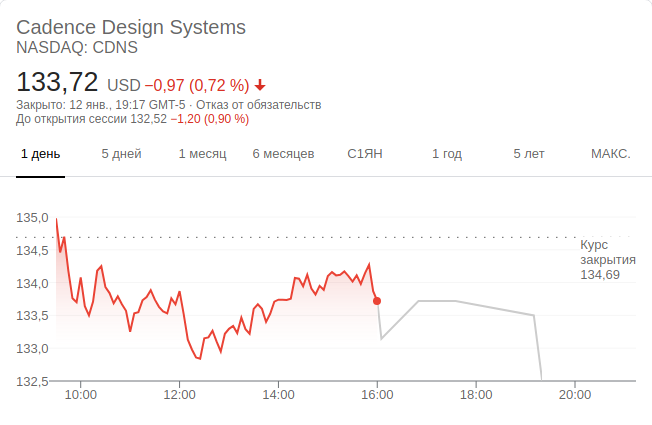 Cadence Design Systems
NASDAQ: CDNS
133,72 USD −0,97 (0,72 %)
Закрыто: 12 янв., 19:17 GMT-5 · Отказ от обязательств
До открытия сессии 132,52 −1,20 (0,90 %)
1 день 5 дней 1 месяц 6 месяцев С1ЯН 1 год 5 лет МАКС.
135,0
134,5
134,0
133,5
133,0
132,5
Курс
закрытия
134,69
10:00 12:00 14:00 16:00 18:00 20:00